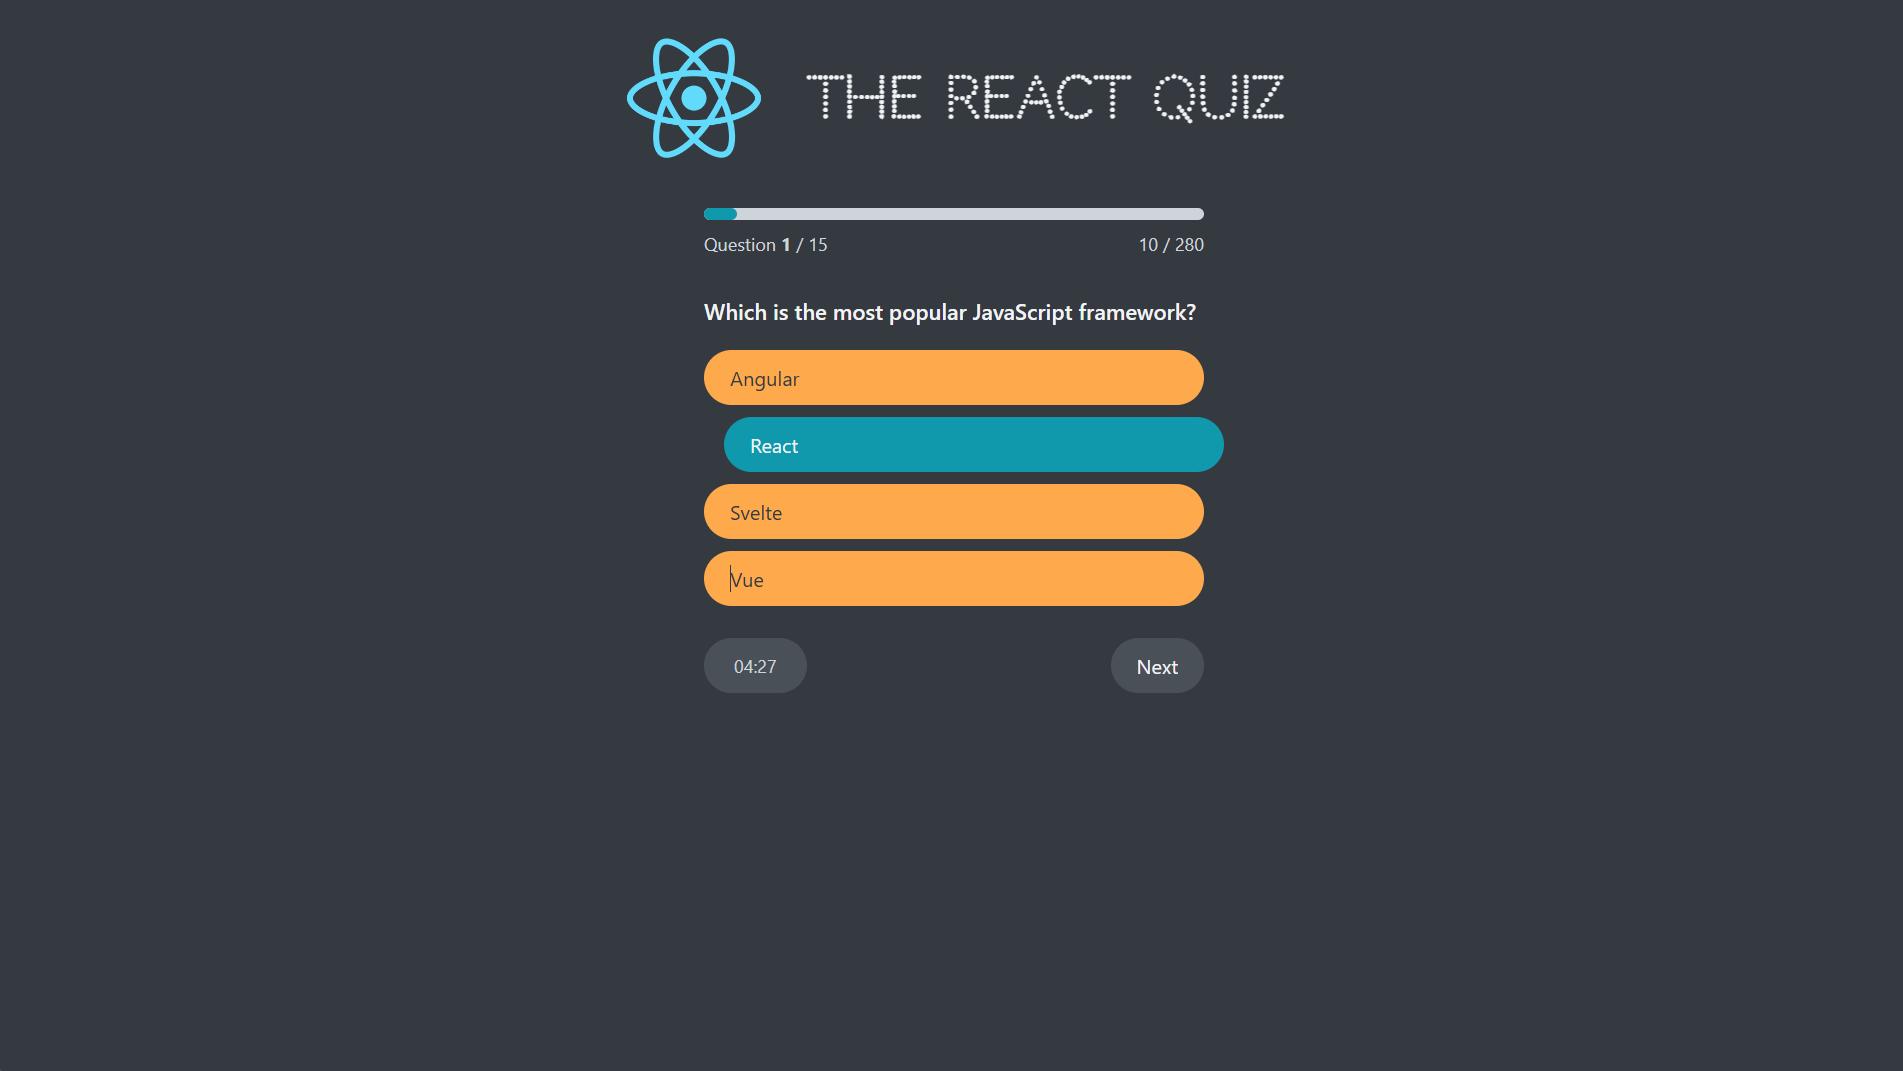 THE REACT QUIZ
Question 1 / 15 10 / 280
Which is the most popular JavaScript framework?
Angular
React
Svelte
Vue
04:27 Next